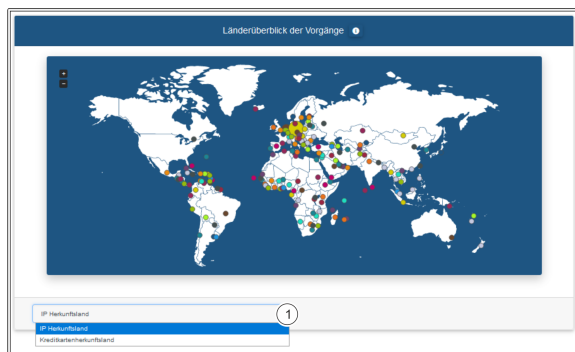 Länderüberblick der Vorgänge i
+
−
IP Herkunftsland
1
IP Herkunftsland
Kreditkartenherkunftsland